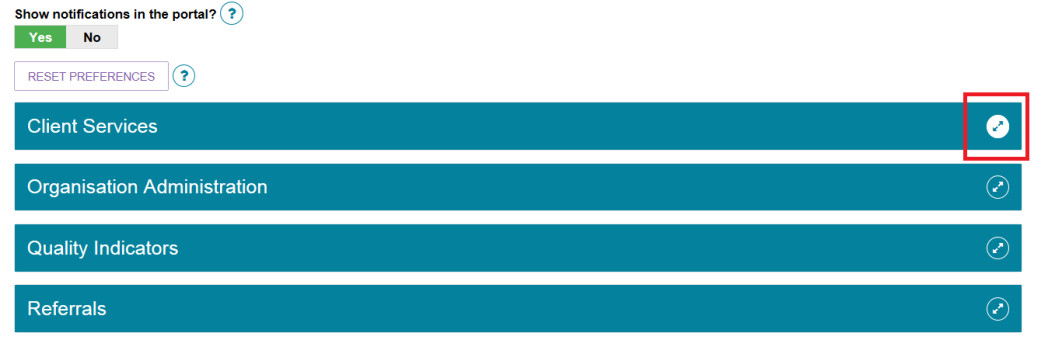 Show notifications in the portal? ?
Yes No
RESET PREFERENCES ?
Client Services
Organisation Administration
Quality Indicators
Referrals